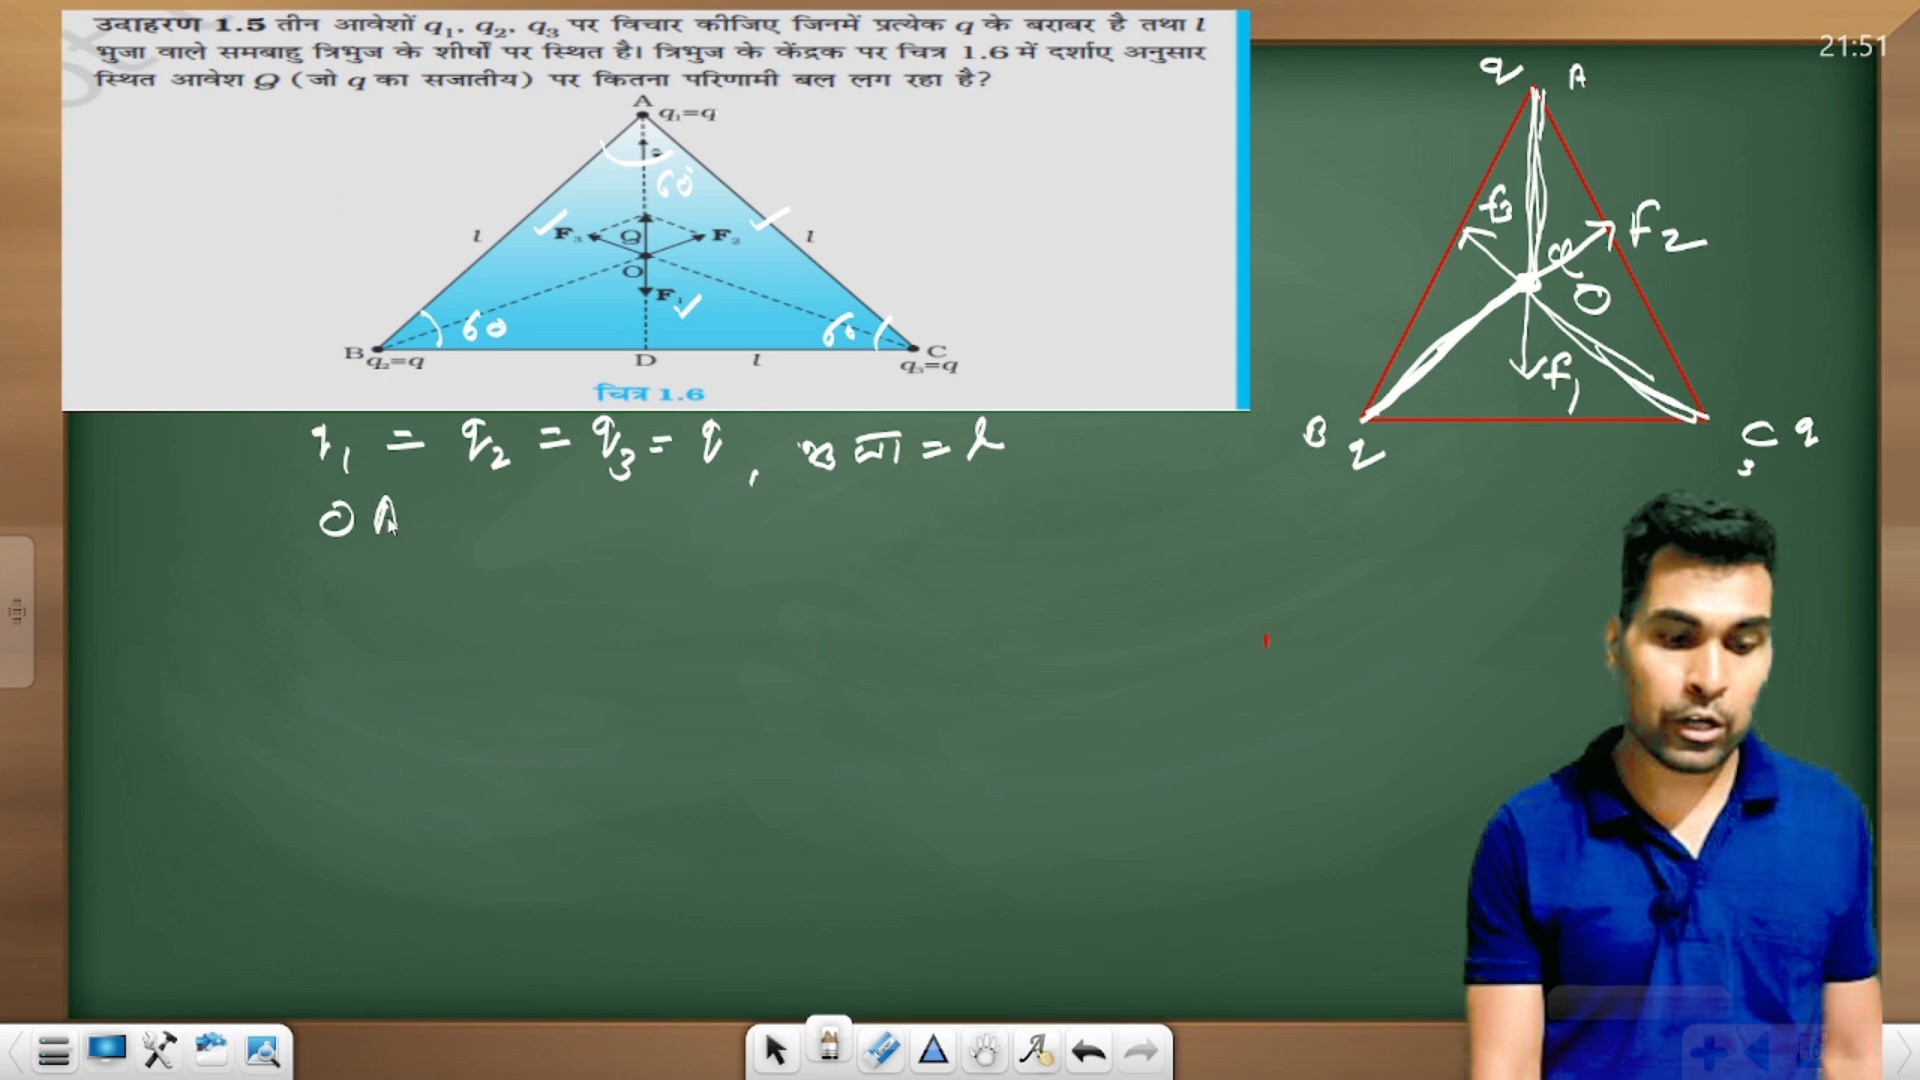 उदाहरण 1.5 तीन आवेशों q₁, q₂, q₃ पर विचार कीजिए जिनमें प्रत्येक q के बराबर है तथा l
भुजा वाले समबाहु त्रिभुज के शीर्षों पर स्थित है। त्रिभुज के केंद्रक पर चित्र 1.6 में दर्शाए अनुसार
स्थित आवेश Q (जो q का सजातीय) पर कितना परिणामी बल लग रहा है?
21:51
A
q₁=q
60°
l
l
F₃
Q
F₂
O
F₁
60
60
B
q₂=q
D
l
C
q₃=q
चित्र 1.6
q A
F₃
F₂
Q
O
F₁
B q
C q
3
q₁ = q₂ = q₃ = q, भुजा = l
O A